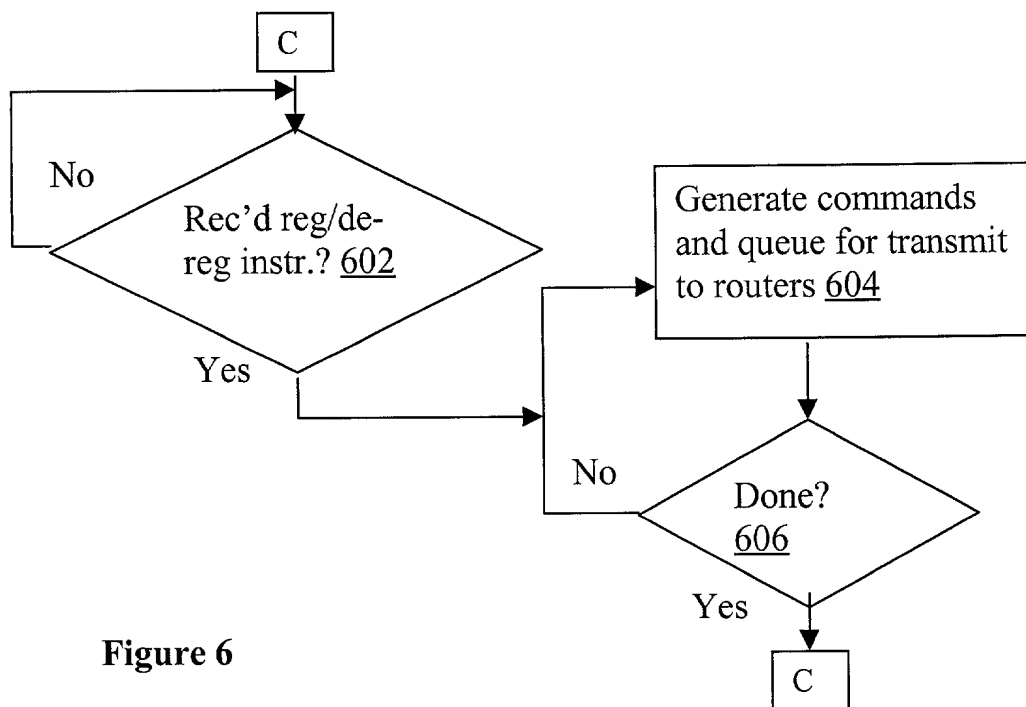 C
No
Rec’d reg/de-
reg instr.? 602
Yes
Generate commands
and queue for transmit
to routers 604
No
Done?
606
Yes
C
Figure 6